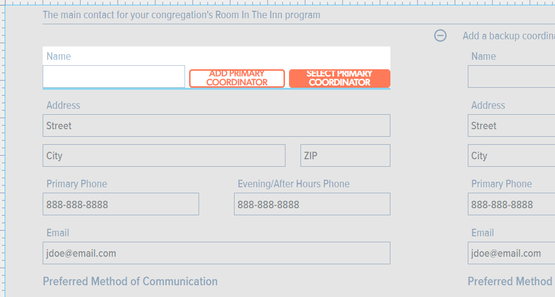 The main contact for your congregation's Room In The Inn program
Add a backup coordin
Name
ADD PRIMARY
COORDINATOR
SELECT PRIMARY
COORDINATOR
Name
Address
Address
Street
Street
City
ZIP
City
Primary Phone
Evening/After Hours Phone
Primary Phone
888-888-8888
888-888-8888
888-888-8888
Email
Email
jdoe@email.com
jdoe@email.com
Preferred Method of Communication
Preferred Method